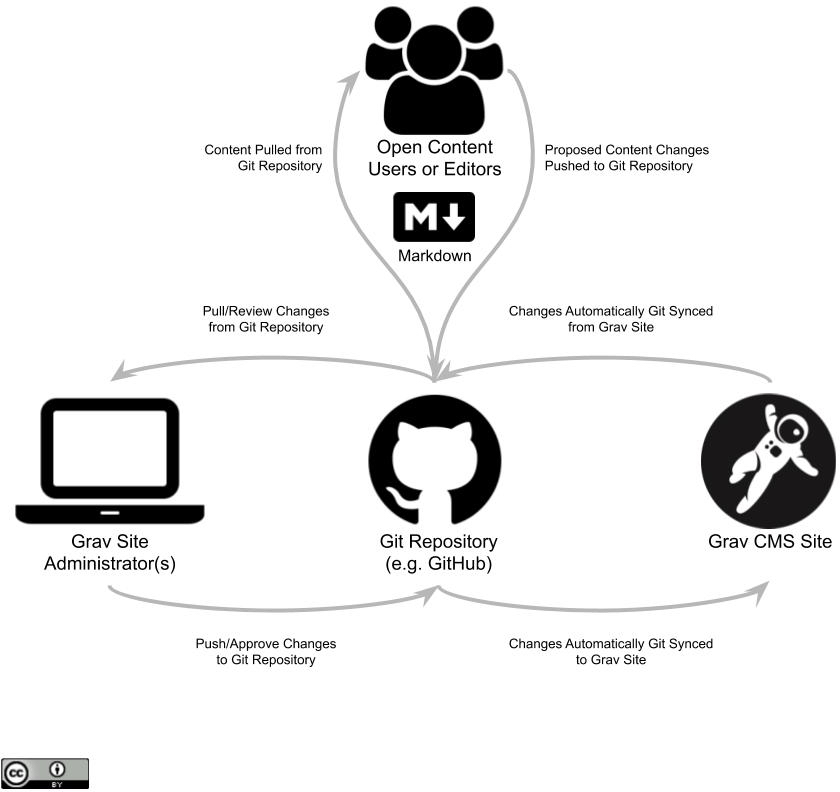 Open Content
Users or Editors
Content Pulled from
Git Repository
Proposed Content Changes
Pushed to Git Repository
M
Markdown
Pull/Review Changes
from Git Repository
Changes Automatically Git Synced
from Grav Site
Grav Site
Administrator(s)
Git Repository
(e.g. GitHub)
Grav CMS Site
Push/Approve Changes
to Git Repository
Changes Automatically Git Synced
to Grav Site
cc
BY